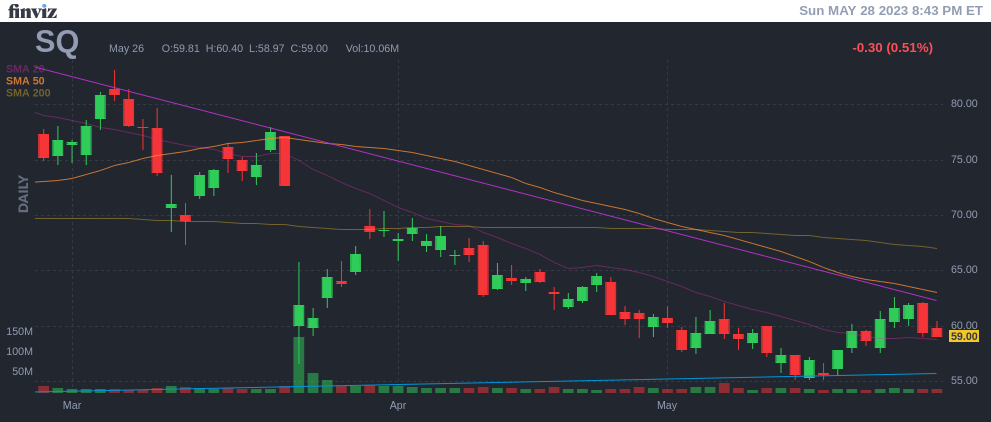 finviz
Sun MAY 28 2023 8:43 PM ET
SQ
May 26 O:59.81 H:60.40 L:58.97 C:59.00 Vol:10.06M
-0.30 (0.51%)
SMA 20
SMA 50
SMA 200
DAILY
80.00
75.00
70.00
65.00
60.00
59.00
55.00
150M
100M
50M
Mar Apr May